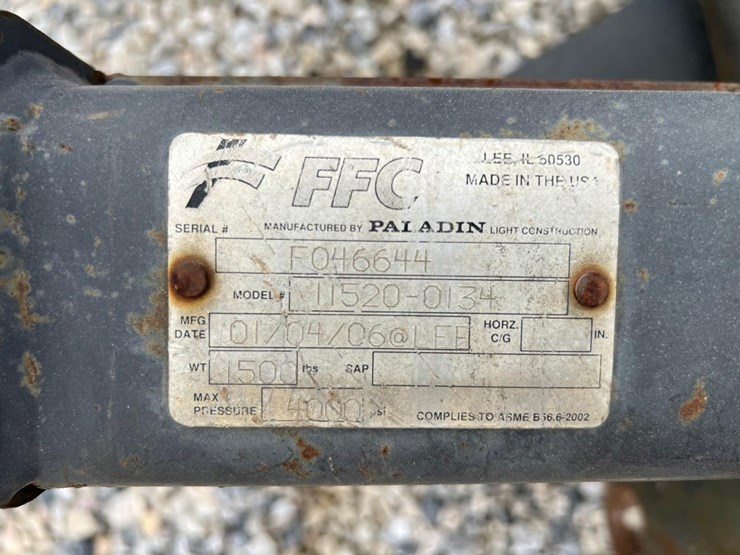 FFC
LEE, IL 60530
MADE IN THE USA
SERIAL # MANUFACTURED BY PALADIN LIGHT CONSTRUCTION
F046644
MODEL # 11520-0134
MFG DATE 01/04/06@LEE HORZ. C/G IN.
WT 1500 lbs SAP
MAX PRESSURE 4000 psi COMPLIES TO ASME B56.6-2002